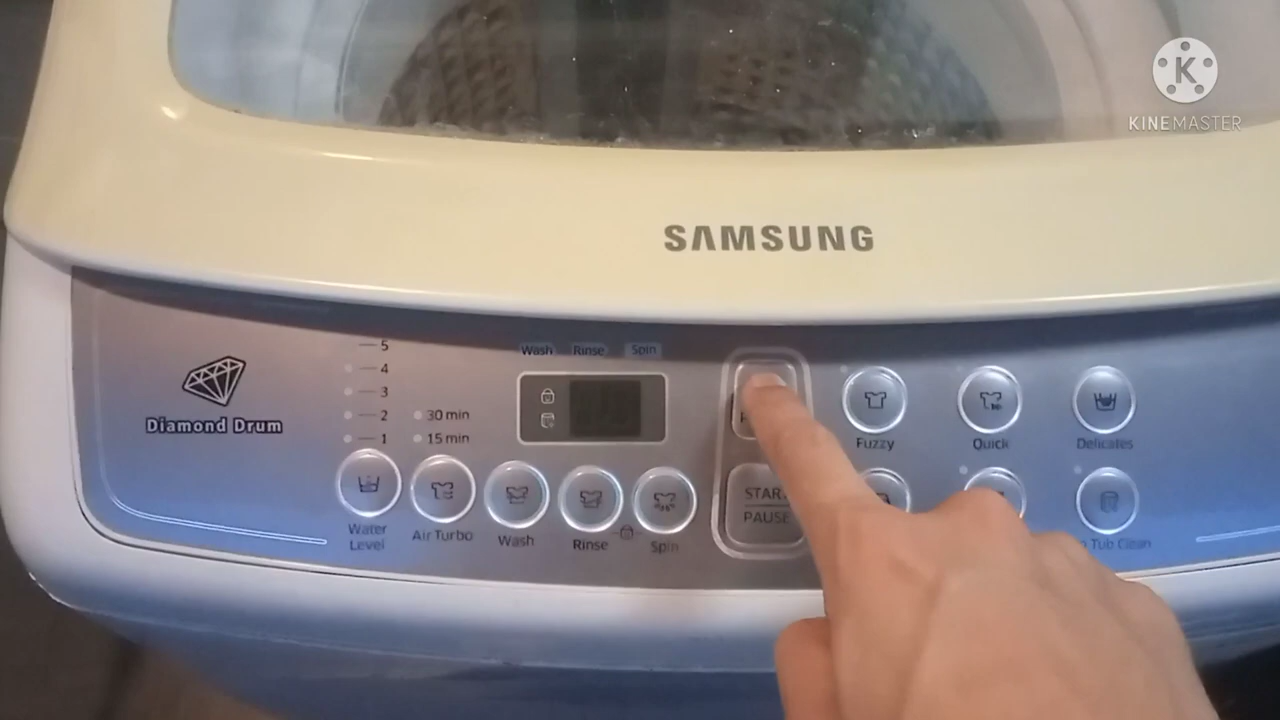 K
KINEMASTER
SAMSUNG
Diamond Drum
5
4
3
2
1
30 min
15 min
Wash Rinse Spin
Water
Level
Air Turbo
Wash
Rinse
Spin
PAUSE
Fuzzy
Quick
Delicates
Tub Clean